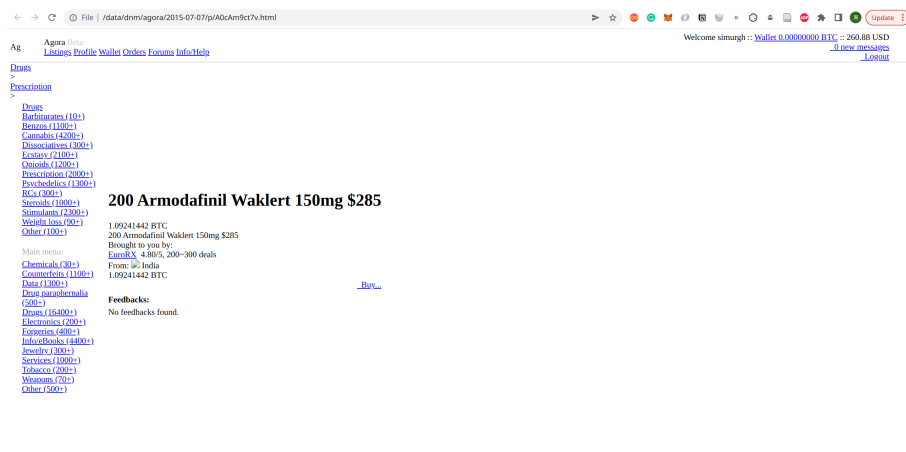 File
/data/dnm/agora/2015-07-07/p/A0cAm9ct7v.html
Update
Ag
Agora Beta
Listings Profile Wallet Orders Forums Info/Help
Welcome simurgh :: Wallet 0.00000000 BTC :: 260.88 USD
0 new messages
Logout
Drugs
>
Prescription
>
Drugs
Barbiturates (10+)
Benzos (1100+)
Cannabis (4200+)
Dissociatives (300+)
Ecstasy (2100+)
Opioids (1200+)
Prescription (2000+)
Psychedelics (1300+)
RCs (300+)
Steroids (1000+)
Stimulants (2300+)
Weight loss (90+)
Other (100+)
Main menu:
Chemicals (30+)
Counterfeits (1100+)
Data (1300+)
Drug paraphernalia
(500+)
Drugs (16400+)
Electronics (200+)
Forgeries (400+)
Info/eBooks (4400+)
Jewelry (300+)
Services (1000+)
Tobacco (200+)
Weapons (70+)
Other (500+)
200 Armodafinil Waklert 150mg $285
1.09241442 BTC
200 Armodafinil Waklert 150mg $285
Brought to you by:
EuroRX 4.80/5, 200~300 deals
From: India
1.09241442 BTC
Buy...
Feedbacks:
No feedbacks found.